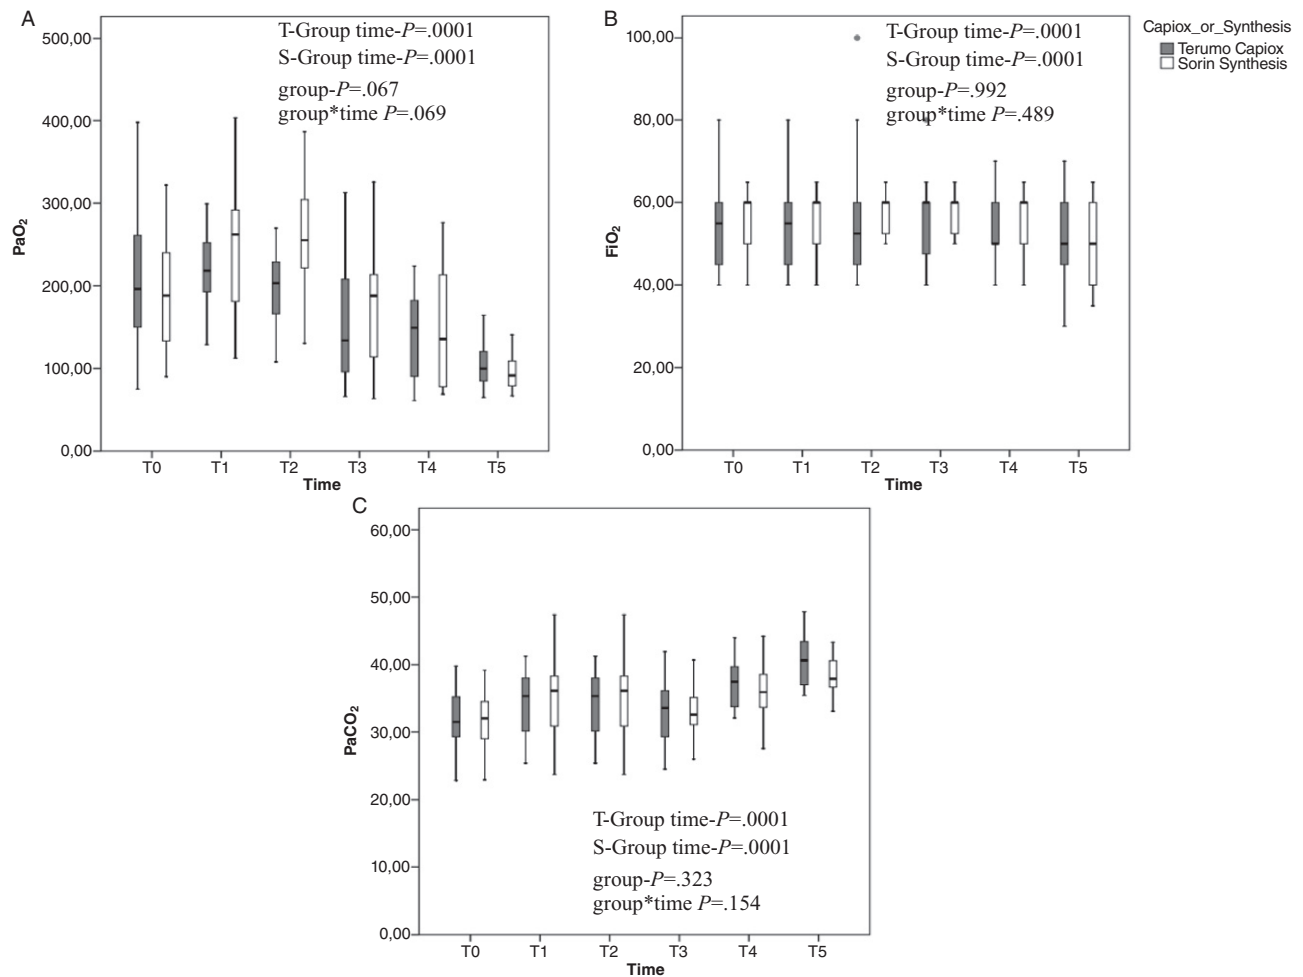 A
T-Group time-P=.0001
S-Group time-P=.0001
group-P=.067
group*time P=.069
500,00
400,00
300,00
200,00
100,00
0,00
PaO2
T0 T1 T2 T3 T4 T5
Time
B
T-Group time-P=.0001
S-Group time-P=.0001
group-P=.992
group*time P=.489
100,00
80,00
60,00
40,00
20,00
0,00
FiO2
T0 T1 T2 T3 T4 T5
Time
Capiox_or_Synthesis
Terumo Capiox
Sorin Synthesis
C
60,00
50,00
40,00
30,00
20,00
10,00
0,00
PaCO2
T-Group time-P=.0001
S-Group time-P=.0001
group-P=.323
group*time P=.154
T0 T1 T2 T3 T4 T5
Time